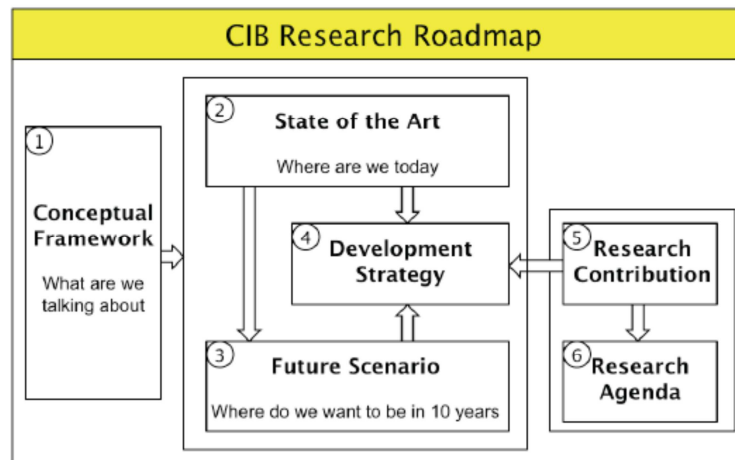 CIB Research Roadmap
1
Conceptual
Framework
What are we
talking about
2
State of the Art
Where are we today
3
Future Scenario
Where do we want to be in 10 years
4
Development
Strategy
5
Research
Contribution
6
Research
Agenda